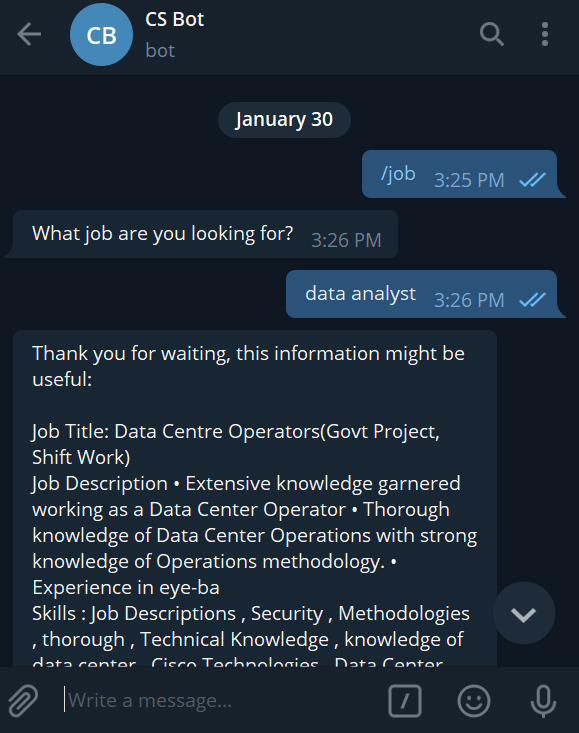 CS Bot
CB
bot
January 30
/job 3:25 PM
What job are you looking for? 3:26 PM
data analyst 3:26 PM
Thank you for waiting, this information might be
useful:
Job Title: Data Centre Operators(Govt Project,
Shift Work)
Job Description • Extensive knowledge garnered
working as a Data Center Operator • Thorough
knowledge of Data Center Operations with strong
knowledge of Operations methodology. •
Experience in eye-ba
Skills : Job Descriptions , Security , Methodologies
, thorough , Technical Knowledge , knowledge of
data center , Cisco Technologies , Data Center
Write a message...